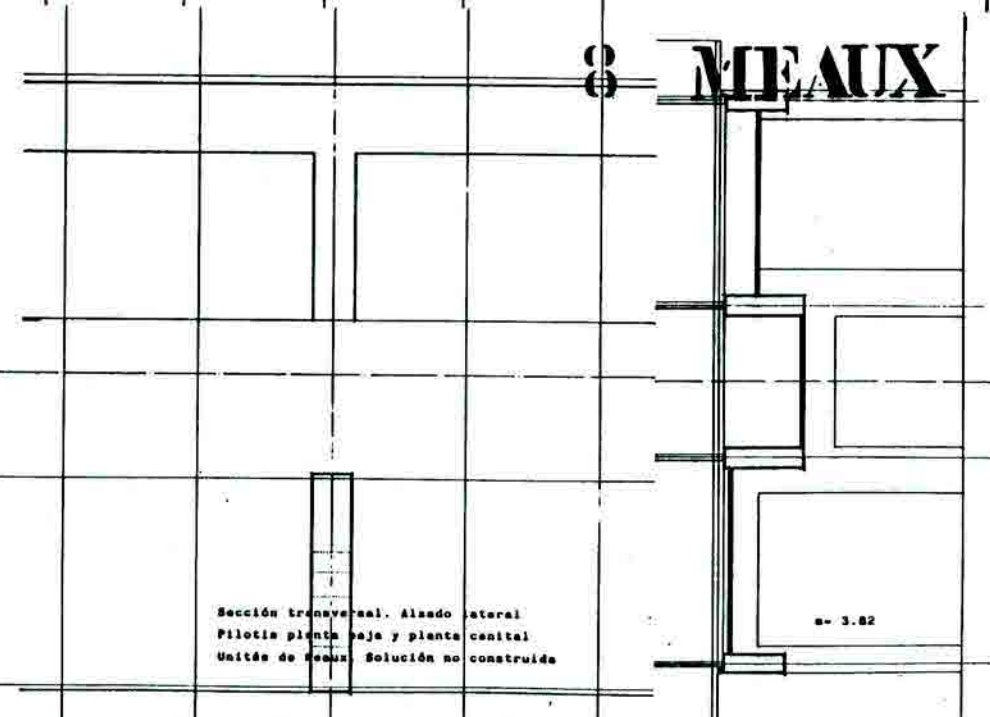 8 MEAUX
Sección transversal. Alzado lateral
Pilotis planta baja y planta cenital
Unités de Meaux. Solución no construida
m- 3.82